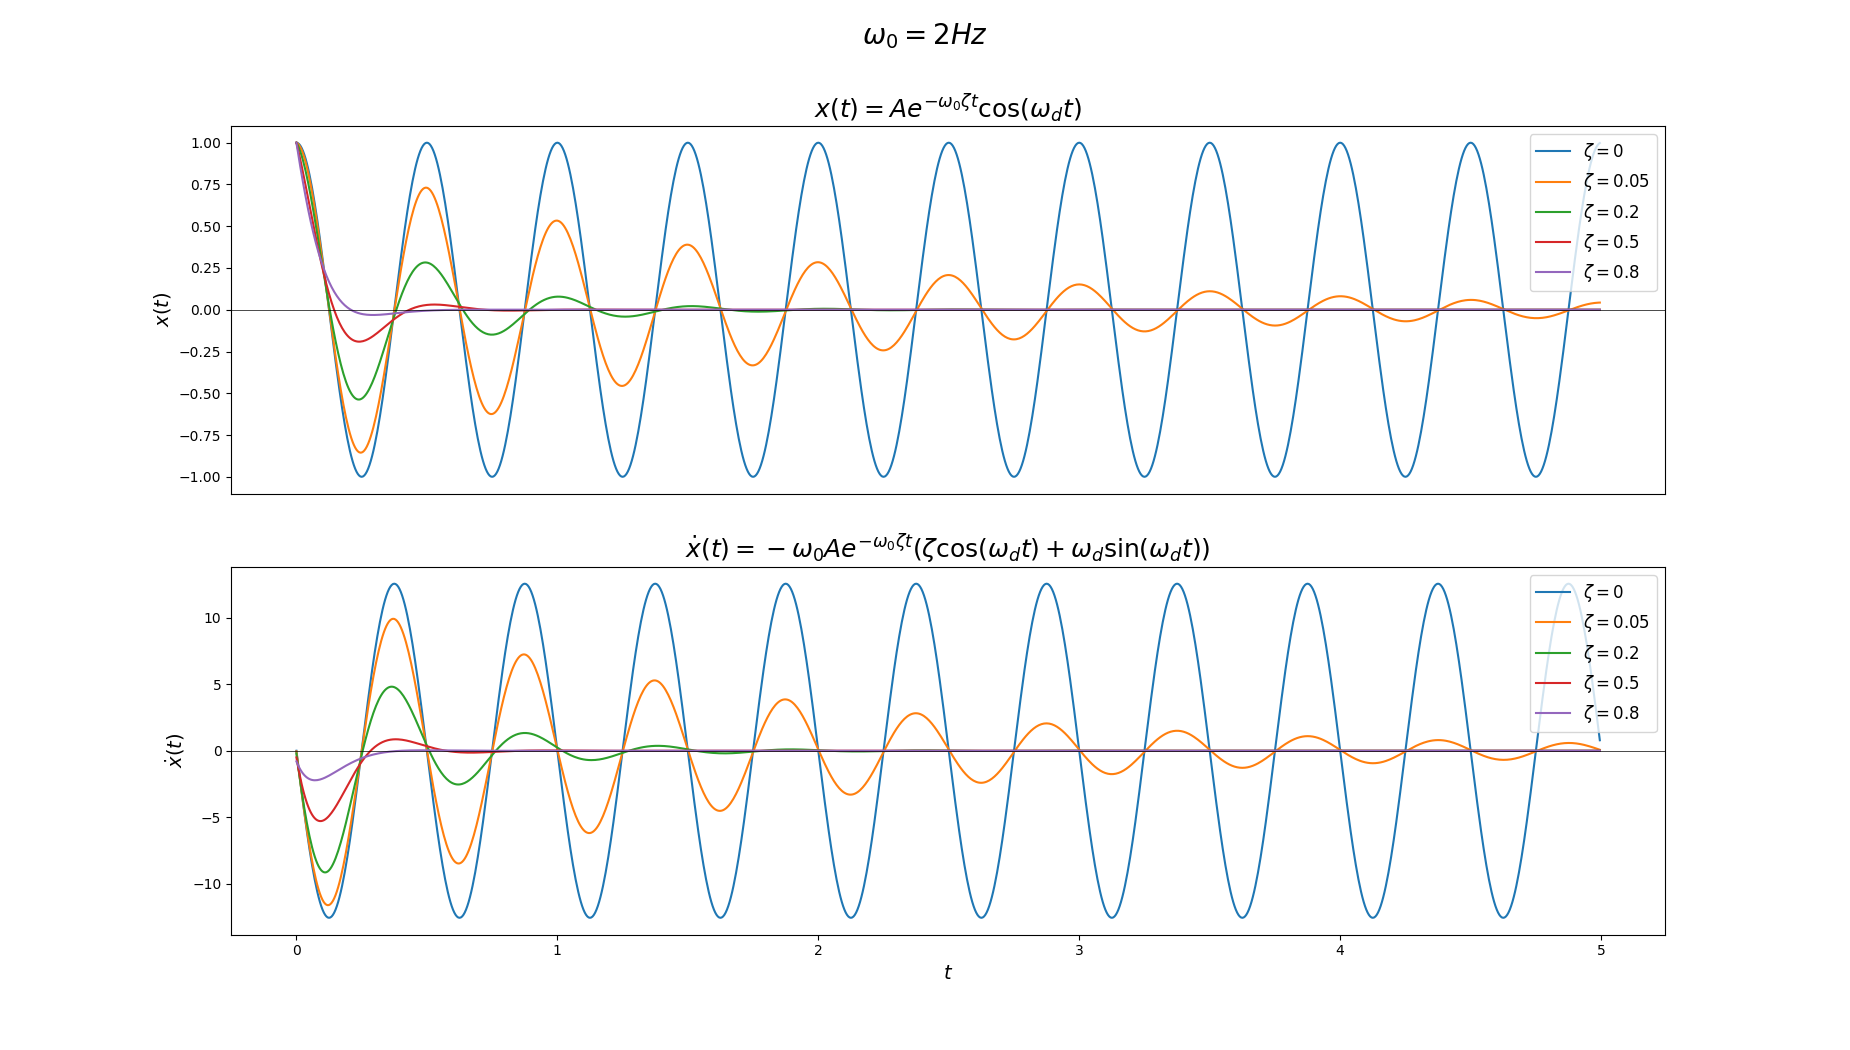 ω₀ = 2Hz
x(t) = Ae^{-ω₀ζt}cos(ω_d t)
1.00
0.75
0.50
0.25
0.00
−0.25
−0.50
−0.75
−1.00
x(t)
ζ = 0
ζ = 0.05
ζ = 0.2
ζ = 0.5
ζ = 0.8
ẋ(t) = −ω₀Ae^{-ω₀ζt}(ζcos(ω_d t) + ω_d sin(ω_d t))
10
5
0
−5
−10
ẋ(t)
ζ = 0
ζ = 0.05
ζ = 0.2
ζ = 0.5
ζ = 0.8
0 1 2 3 4 5
t